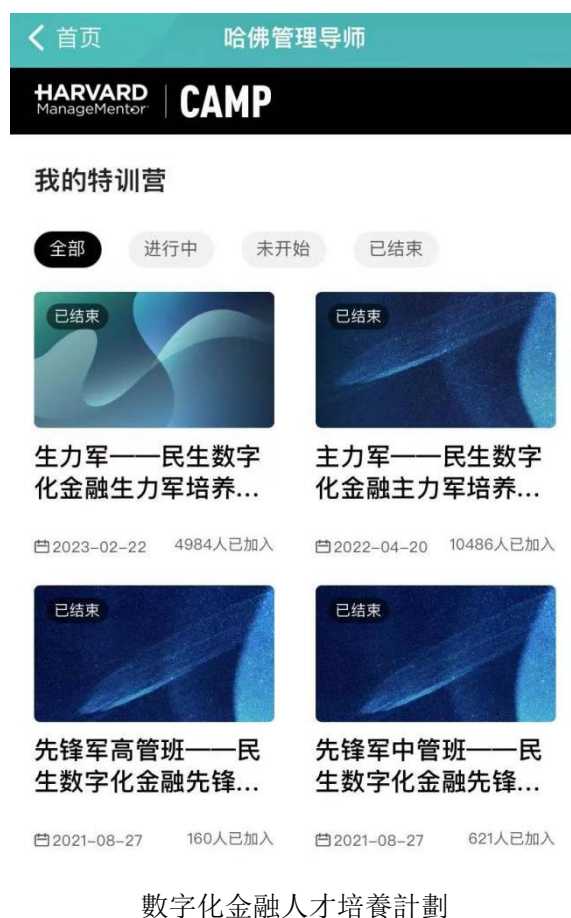 首页
哈佛管理导师
HARVARD
ManageMentor
CAMP
我的特训营
全部
进行中
未开始
已结束
已结束
已结束
生力军——民生数字
化金融生力军培养...
主力军——民生数字
化金融主力军培养...
2023-02-22
4984人已加入
2022-04-20
10486人已加入
已结束
已结束
先锋军高管班——民
生数字化金融先锋...
先锋军中管班——民
生数字化金融先锋...
2021-08-27
160人已加入
2021-08-27
621人已加入
數字化金融人才培養計劃